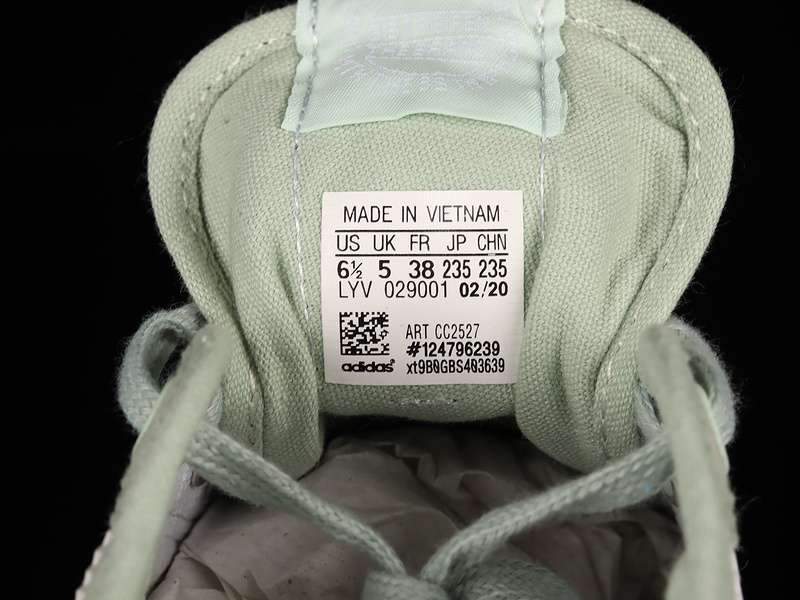 MADE IN VIETNAM
US UK FR JP CHN
6½ 5 38 235 235
LYV 029001 02/20
ART CC2527
#124796239
adidas® xt9B0GBS403639